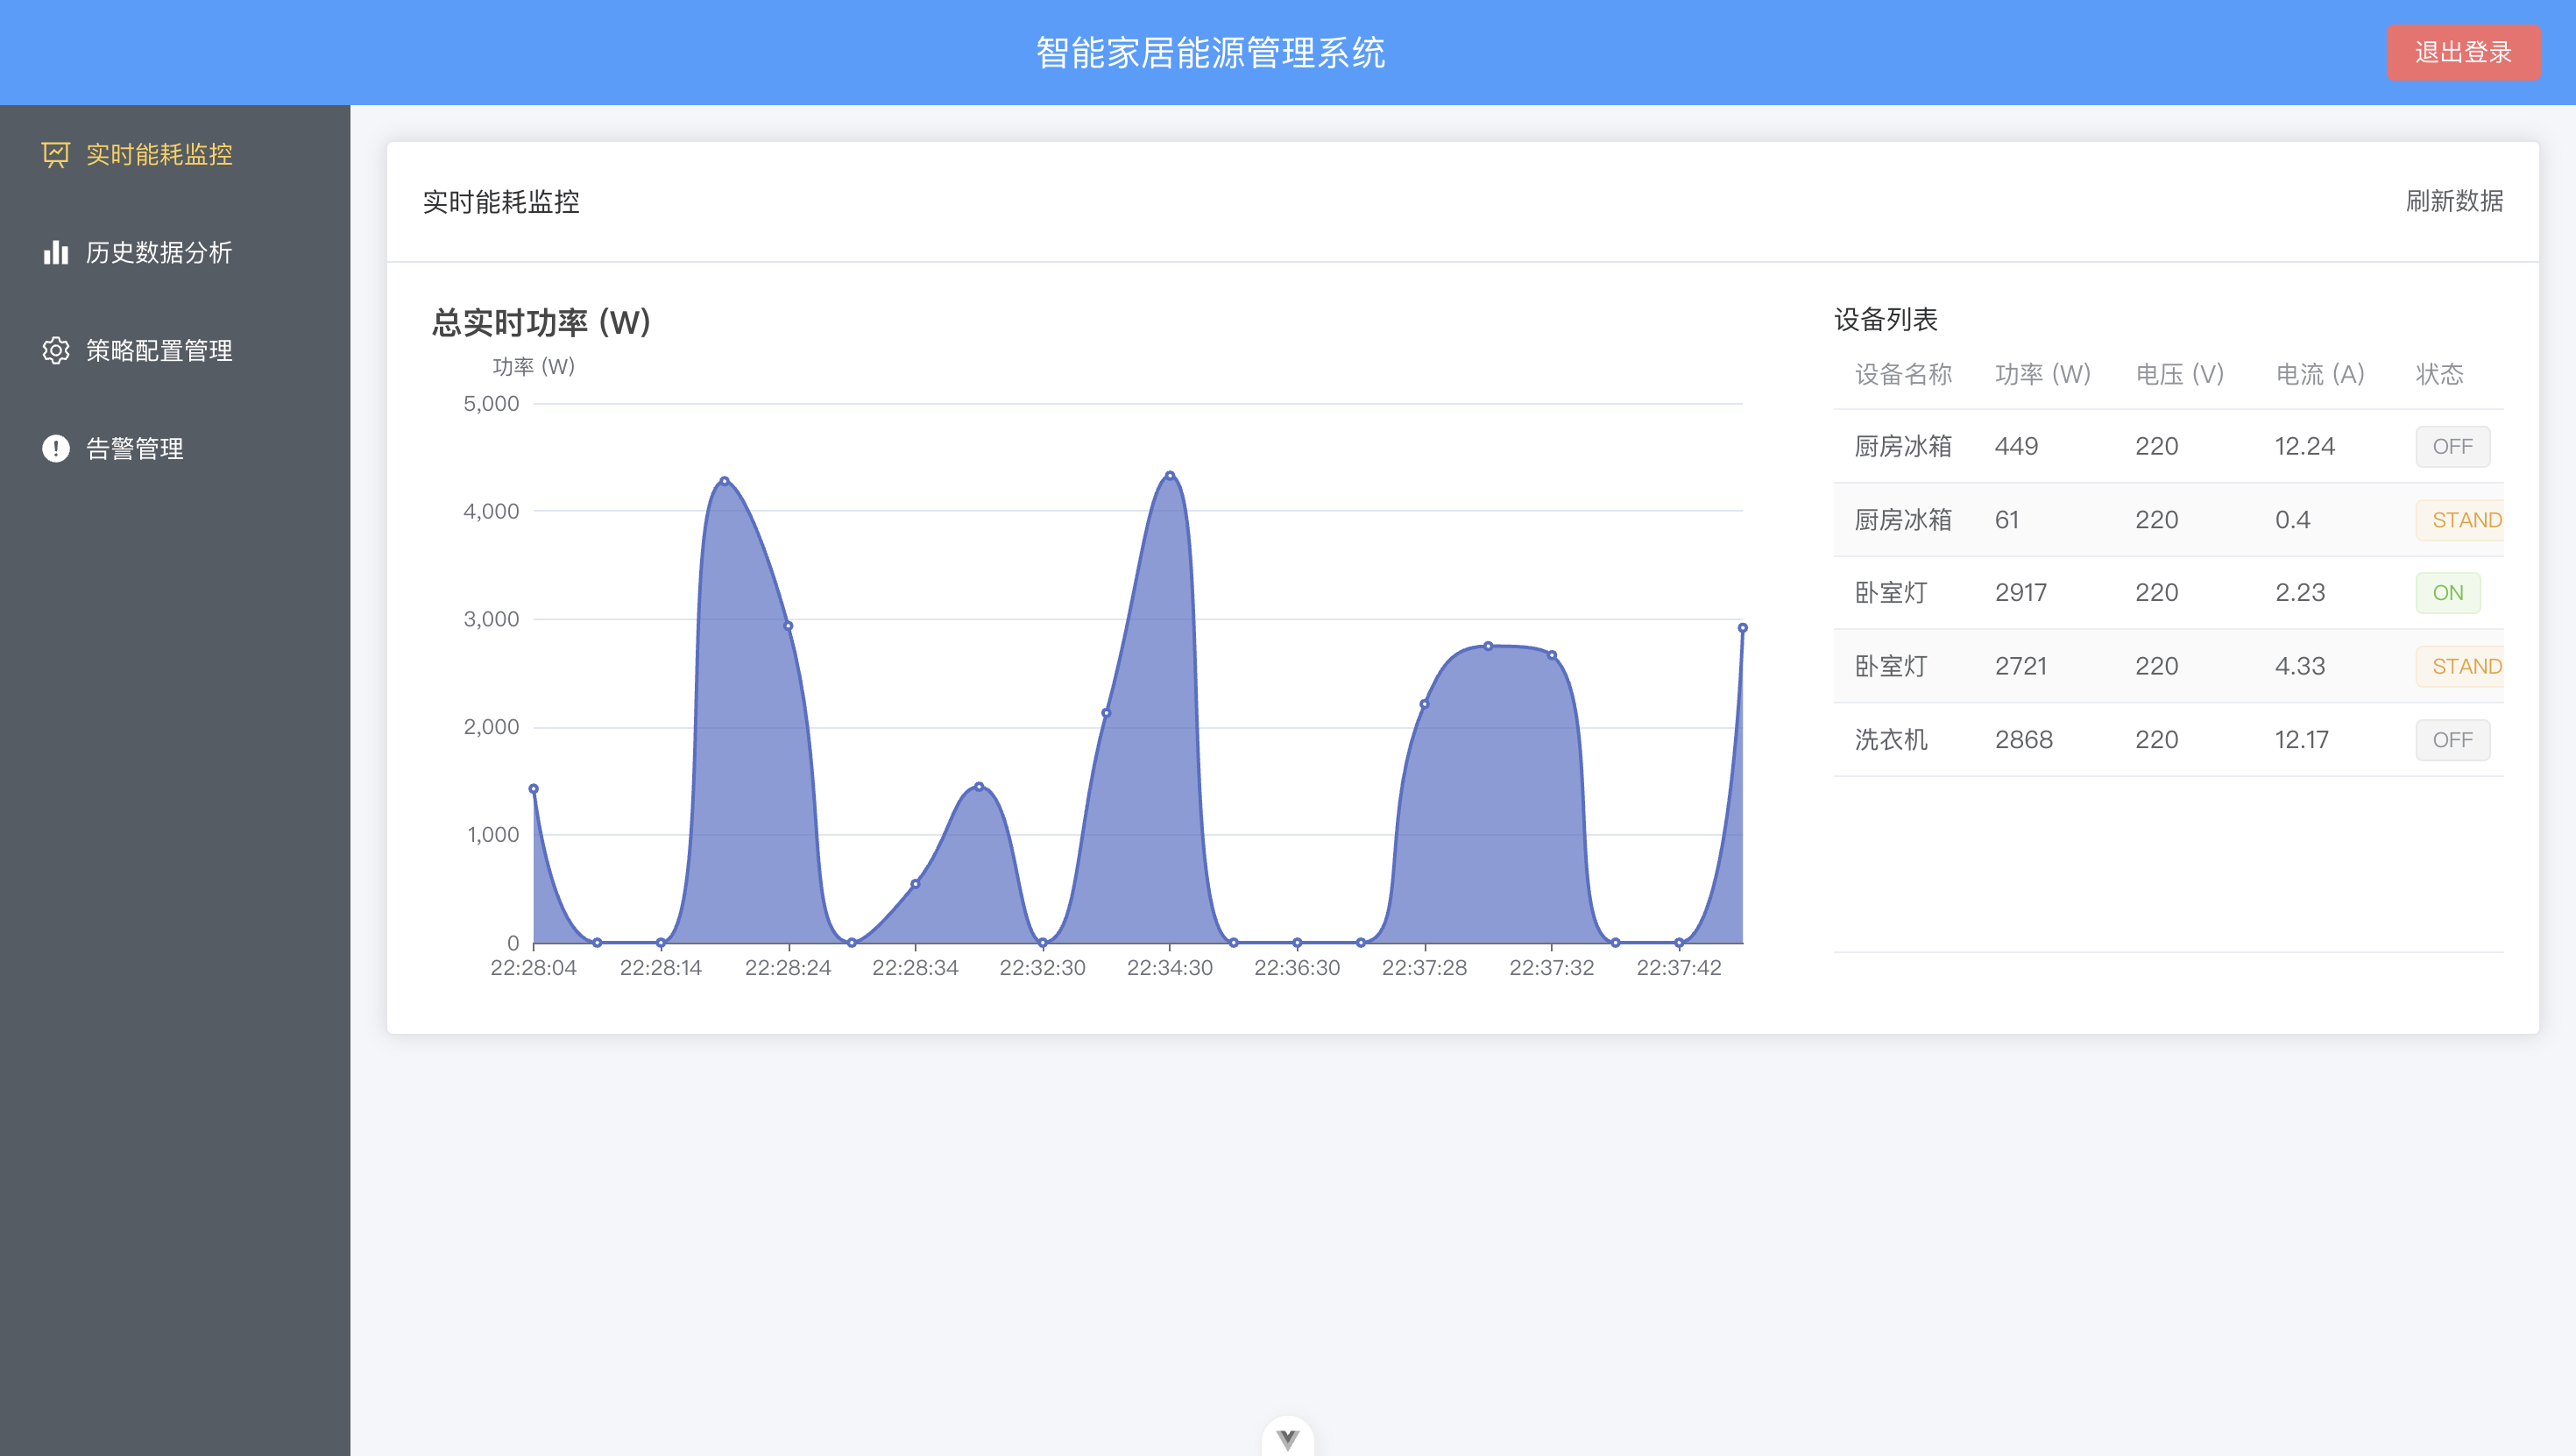 智能家居能源管理系统
退出登录
实时能耗监控
历史数据分析
策略配置管理
告警管理
实时能耗监控
刷新数据
总实时功率 (W)
功率 (W)
5,000
4,000
3,000
2,000
1,000
0
22:28:04 22:28:14 22:28:24 22:28:34 22:32:30 22:34:30 22:36:30 22:37:28 22:37:32 22:37:42
设备列表
设备名称 功率 (W) 电压 (V) 电流 (A) 状态
厨房冰箱 449 220 12.24 OFF
厨房冰箱 61 220 0.4 STAND
卧室灯 2917 220 2.23 ON
卧室灯 2721 220 4.33 STAND
洗衣机 2868 220 12.17 OFF